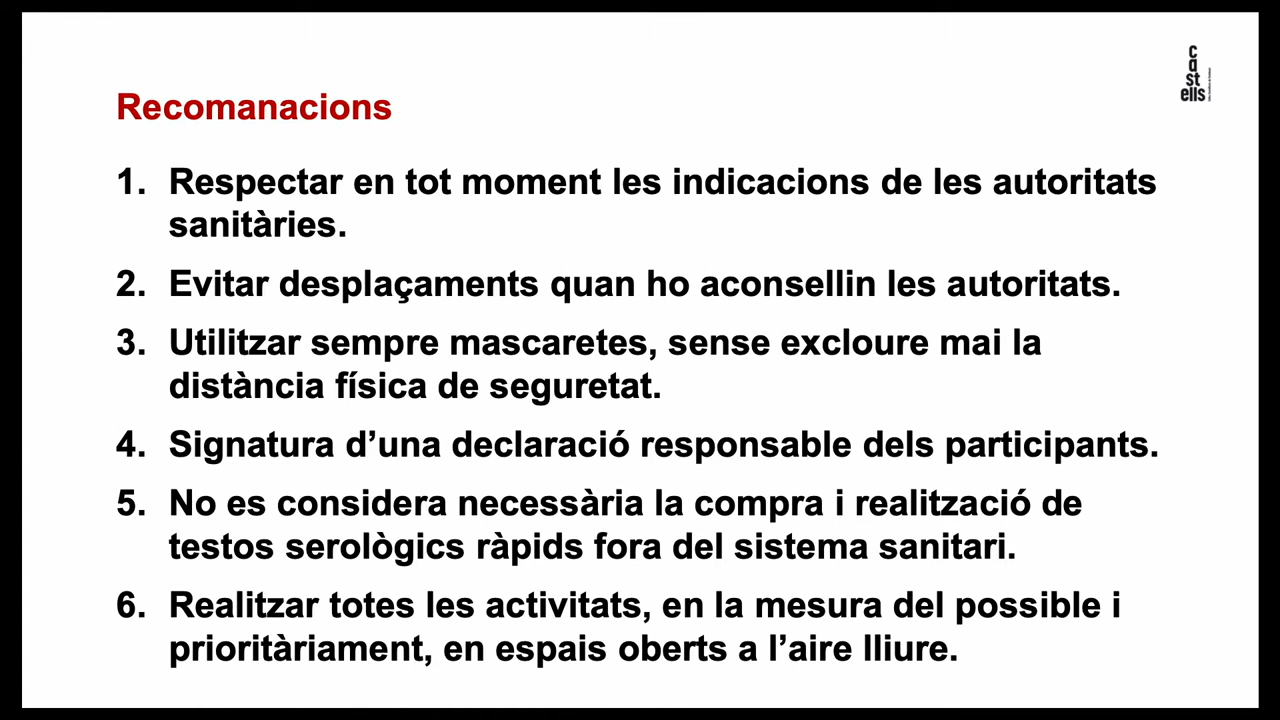 c
a
st
ells
Recomanacions
1. Respectar en tot moment les indicacions de les autoritats
sanitàries.
2. Evitar desplaçaments quan ho aconsellin les autoritats.
3. Utilitzar sempre mascaretes, sense excloure mai la
distància física de seguretat.
4. Signatura d’una declaració responsable dels participants.
5. No es considera necessària la compra i realització de
testos serològics ràpids fora del sistema sanitari.
6. Realitzar totes les activitats, en la mesura del possible i
prioritàriament, en espais oberts a l’aire lliure.